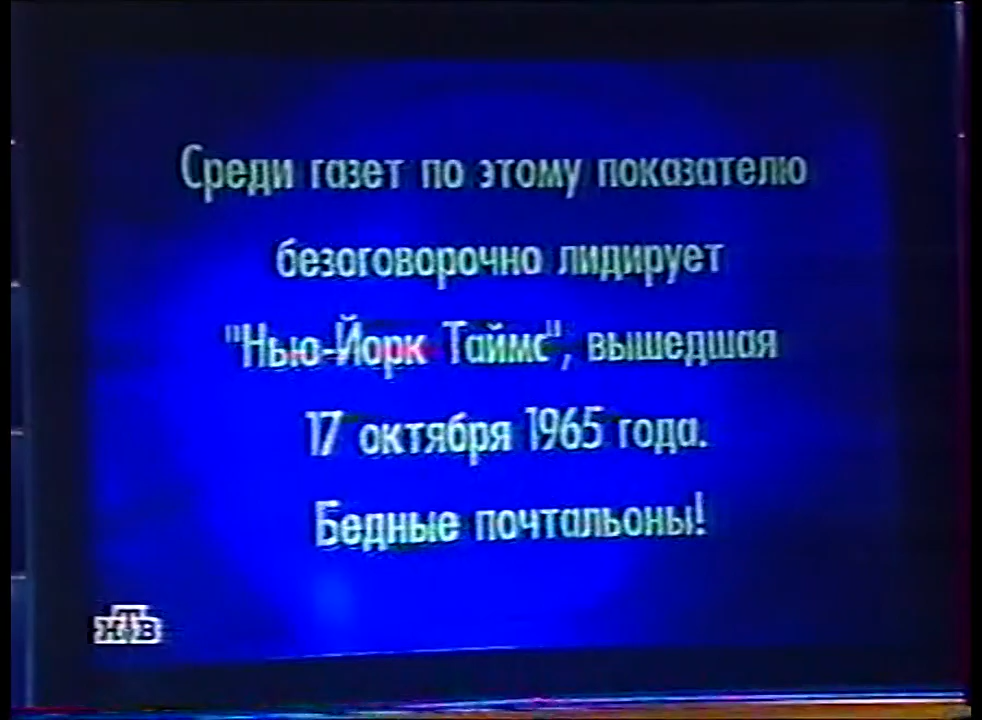 Среди газет по этому показателю
безоговорочно лидирует
"Нью-Йорк Таймс", вышедшая
17 октября 1965 года.
Бедные почтальоны!
НТВ